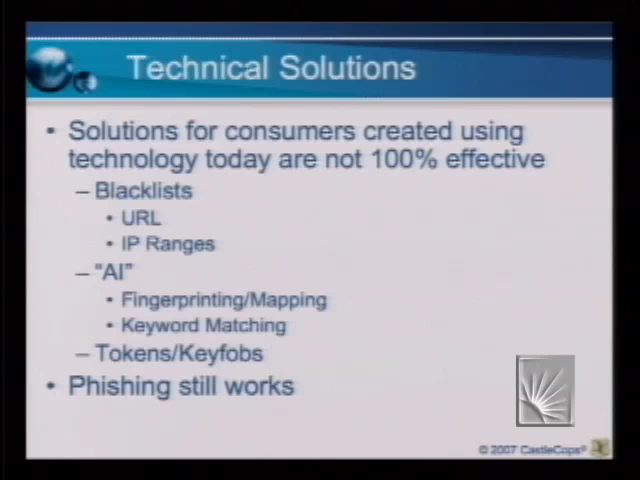 Technical Solutions
• Solutions for consumers created using
technology today are not 100% effective
– Blacklists
• URL
• IP Ranges
– “AI”
• Fingerprinting/Mapping
• Keyword Matching
– Tokens/Keyfobs
• Phishing still works
© 2007 CastleCops®